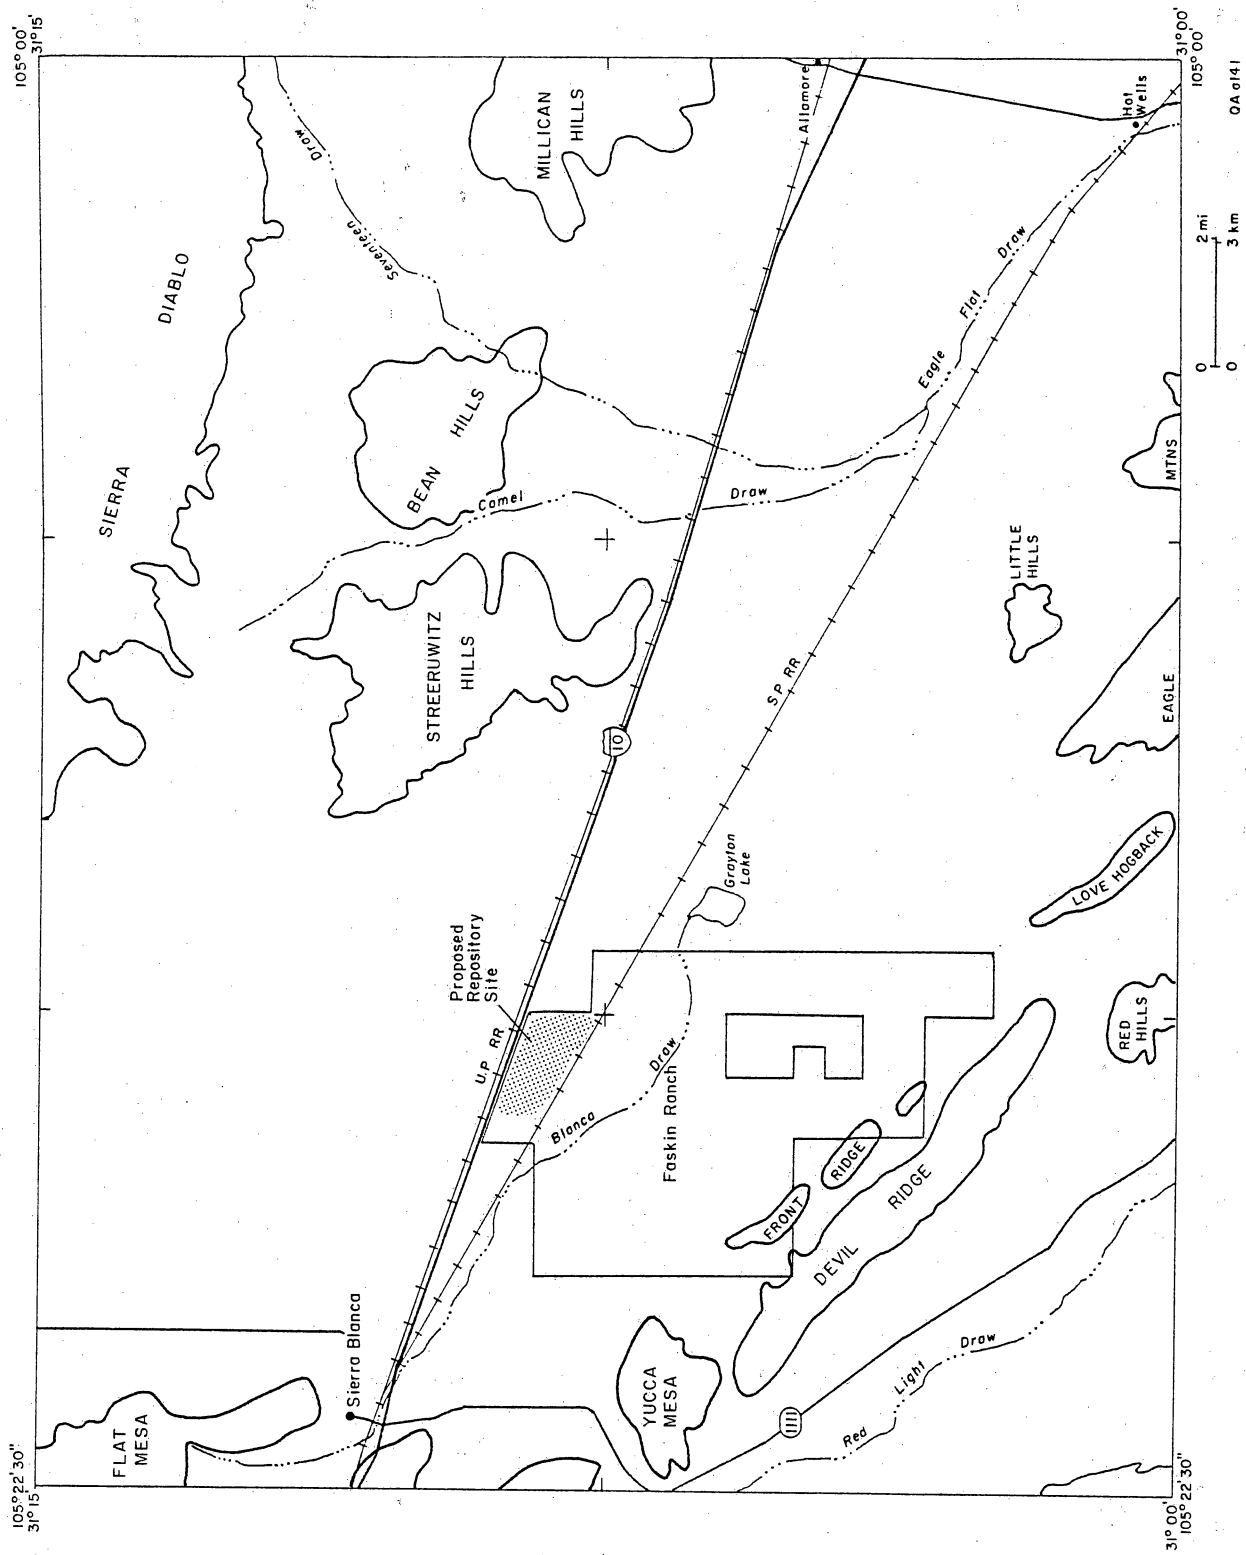 105°22'30"
31°15'
105°00'
31°15'
FLAT
MESA
Sierra Blanca
SIERRA
DIABLO
Seventeen
Draw
STREERUWITZ
HILLS
BEAN
HILLS
Camel
Draw
MILLICAN
HILLS
U.P. RR
Proposed
Repository
Site
10
Allamore
YUCCA
MESA
Blanca
Draw
Faskin Ranch
Grayton
Lake
S.P. RR
FRONT
RIDGE
DEVIL
RIDGE
1111
Red
Light
Draw
RED
HILLS
LOVE HOGBACK
EAGLE
MTNS
LITTLE
HILLS
Eagle
Flat
Draw
Hot
Wells
31°00'
105°22'30"
0 2 mi
0 3 km
31°00'
105°00'
QA a141